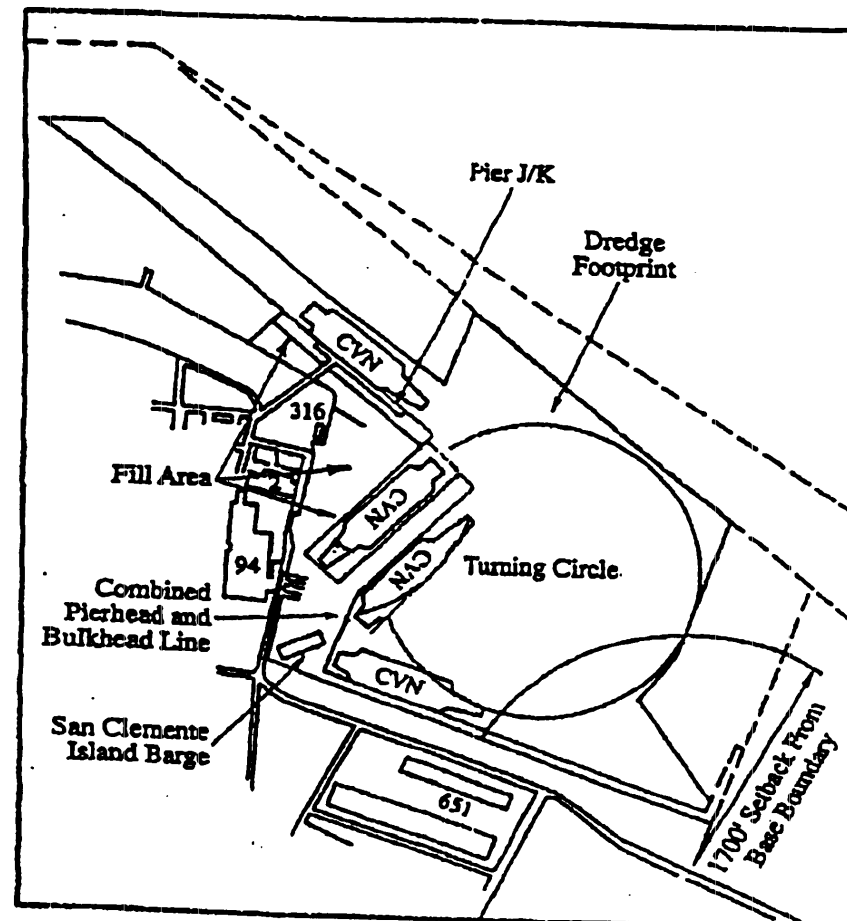 Pier J/K
Dredge
Footprint
CVN
316
Fill Area
2
CVN
94
CVN
Turning Circle
Combined
Pierhead and
Bulkhead Line
CVN
San Clemente
Island Barge
651
1700' Setback From
Base Boundary